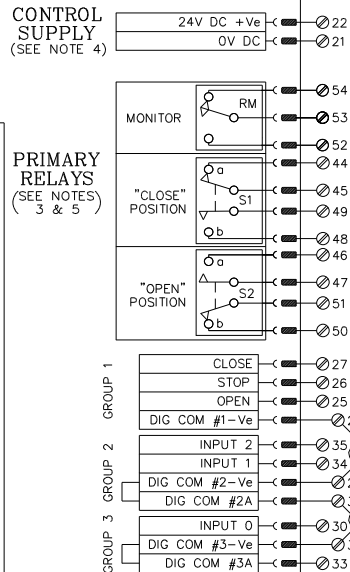 CONTROL
SUPPLY
(SEE NOTE 4)
24V DC +Ve 22
0V DC 21
PRIMARY
RELAYS
(SEE NOTES
3 & 5)
MONITOR
RM
54
53
52
"CLOSE"
POSITION
a
S1
b
44
45
49
48
"OPEN"
POSITION
a
S2
b
46
47
51
50
GROUP 1
CLOSE 27
STOP 26
OPEN 25
DIG COM #1-Ve
GROUP 2
INPUT 2 35
INPUT 1 34
DIG COM #2-Ve
DIG COM #2A
GROUP 3
INPUT 0 30
DIG COM #3-Ve
DIG COM #3A 33